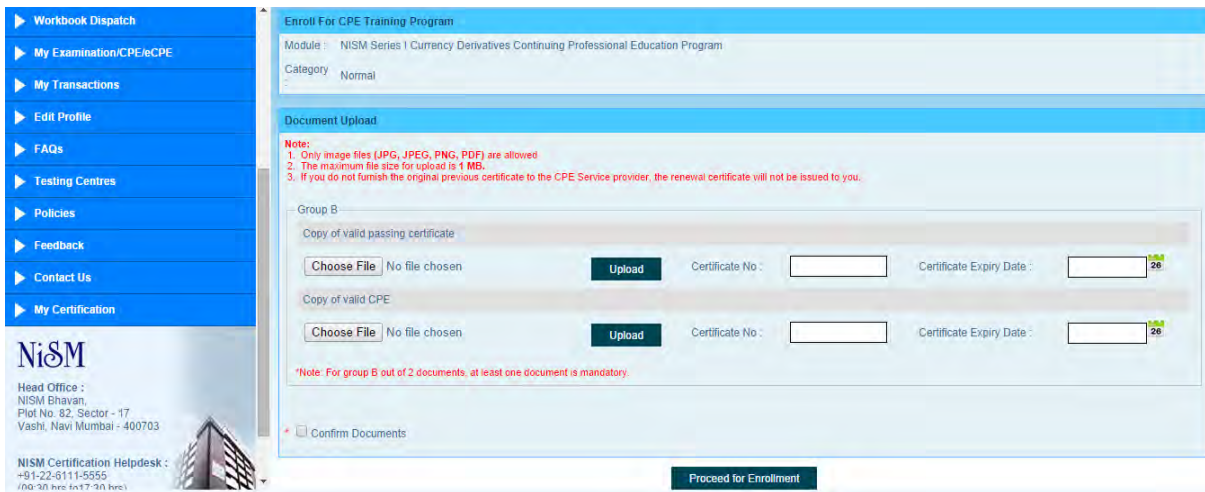 Workbook Dispatch
My Examination/CPE/eCPE
My Transactions
Edit Profile
FAQs
Testing Centres
Policies
Feedback
Contact Us
My Certification
NiSM
Head Office :
NISM Bhavan,
Plot No. 82, Sector - 17
Vashi, Navi Mumbai - 400703
NISM Certification Helpdesk :
+91-22-6111-5555
(09:30 hrs to17:30 hrs)
Enroll For CPE Training Program
Module : NISM Series I Currency Derivatives Continuing Professional Education Program
Category
: Normal
Document Upload
Note:
1. Only image files (JPG, JPEG, PNG, PDF) are allowed
2. The maximum file size for upload is 1 MB.
3. If you do not furnish the original previous certificate to the CPE Service provider, the renewal certificate will not be issued to you.
Group B
Copy of valid passing certificate
Choose File No file chosen Upload Certificate No : Certificate Expiry Date : 26
Copy of valid CPE
Choose File No file chosen Upload Certificate No : Certificate Expiry Date : 26
*Note: For group B out of 2 documents, at least one document is mandatory.
* Confirm Documents
Proceed for Enrollment